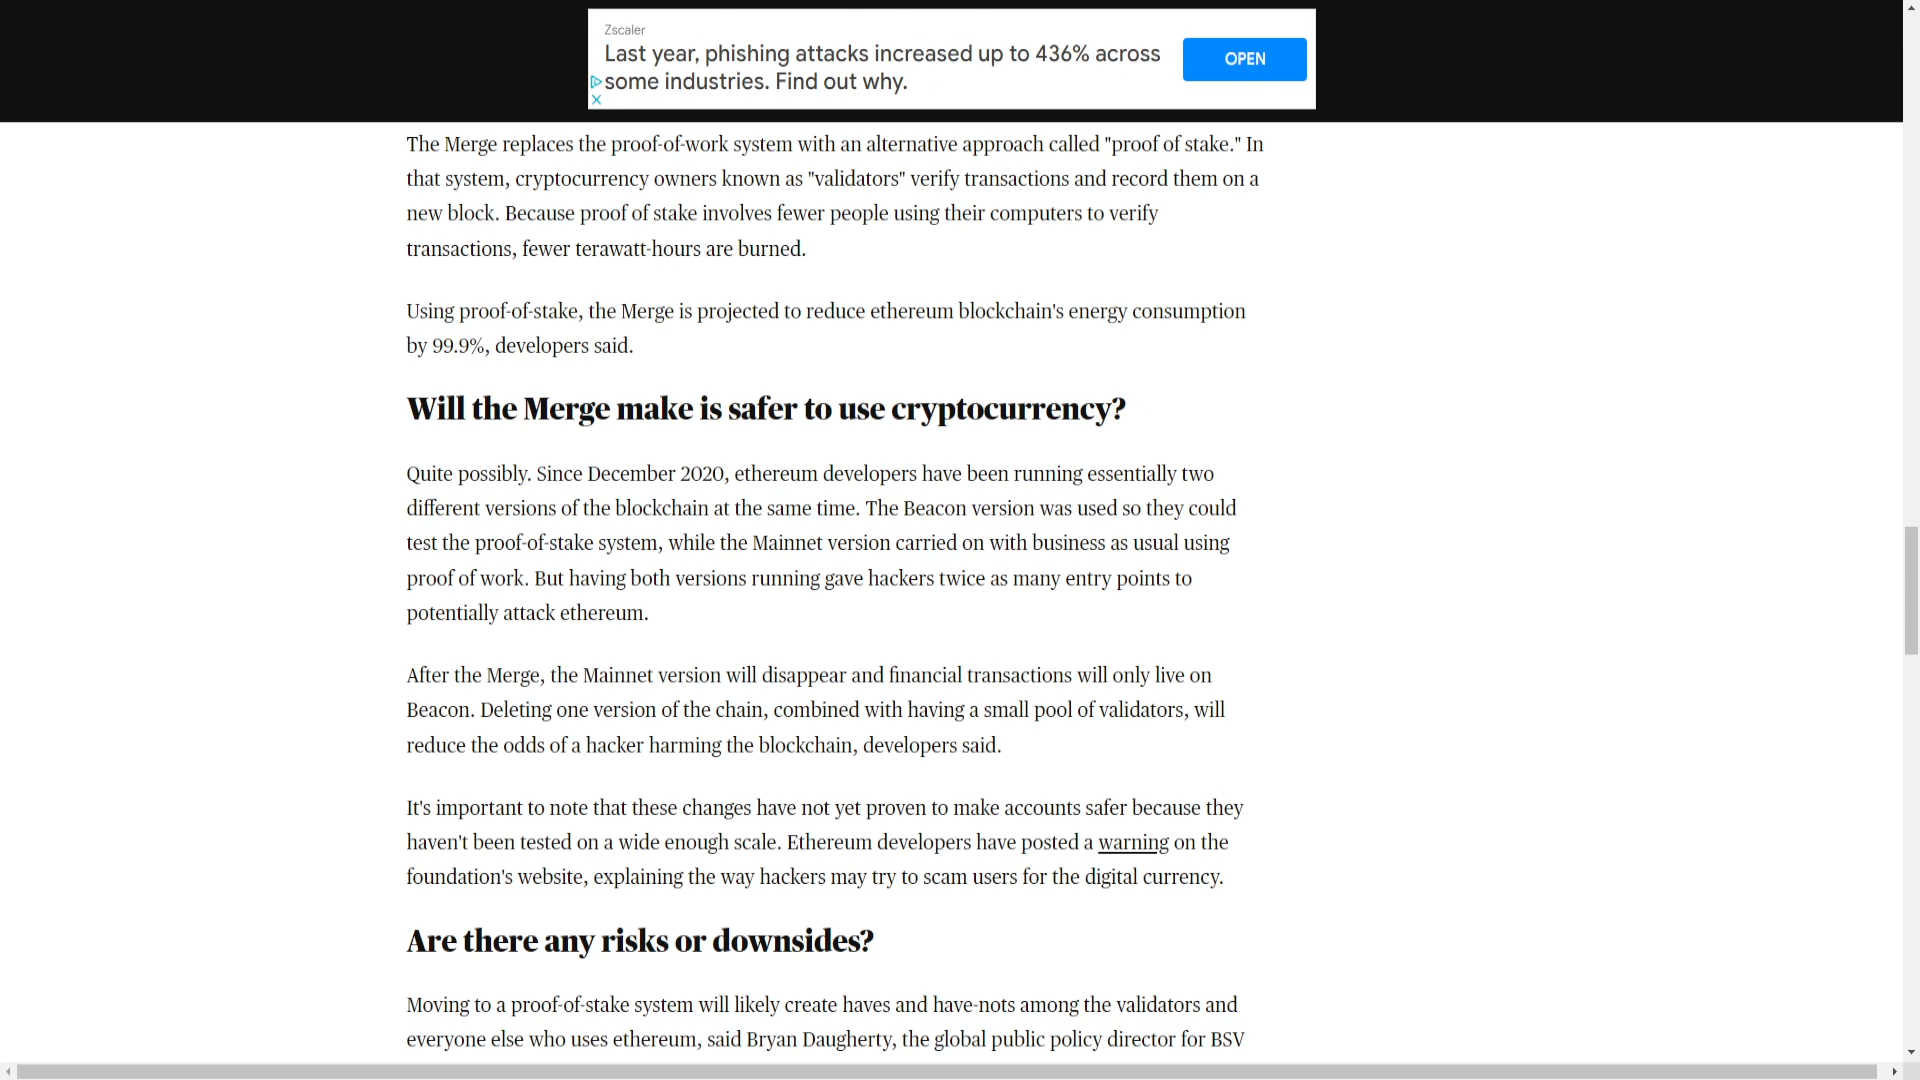 Zscaler
Last year, phishing attacks increased up to 436% across
some industries. Find out why.
OPEN
The Merge replaces the proof-of-work system with an alternative approach called "proof of stake." In
that system, cryptocurrency owners known as "validators" verify transactions and record them on a
new block. Because proof of stake involves fewer people using their computers to verify
transactions, fewer terawatt-hours are burned.
Using proof-of-stake, the Merge is projected to reduce ethereum blockchain's energy consumption
by 99.9%, developers said.
Will the Merge make is safer to use cryptocurrency?
Quite possibly. Since December 2020, ethereum developers have been running essentially two
different versions of the blockchain at the same time. The Beacon version was used so they could
test the proof-of-stake system, while the Mainnet version carried on with business as usual using
proof of work. But having both versions running gave hackers twice as many entry points to
potentially attack ethereum.
After the Merge, the Mainnet version will disappear and financial transactions will only live on
Beacon. Deleting one version of the chain, combined with having a small pool of validators, will
reduce the odds of a hacker harming the blockchain, developers said.
It's important to note that these changes have not yet proven to make accounts safer because they
haven't been tested on a wide enough scale. Ethereum developers have posted a warning on the
foundation's website, explaining the way hackers may try to scam users for the digital currency.
Are there any risks or downsides?
Moving to a proof-of-stake system will likely create haves and have-nots among the validators and
everyone else who uses ethereum, said Bryan Daugherty, the global public policy director for BSV